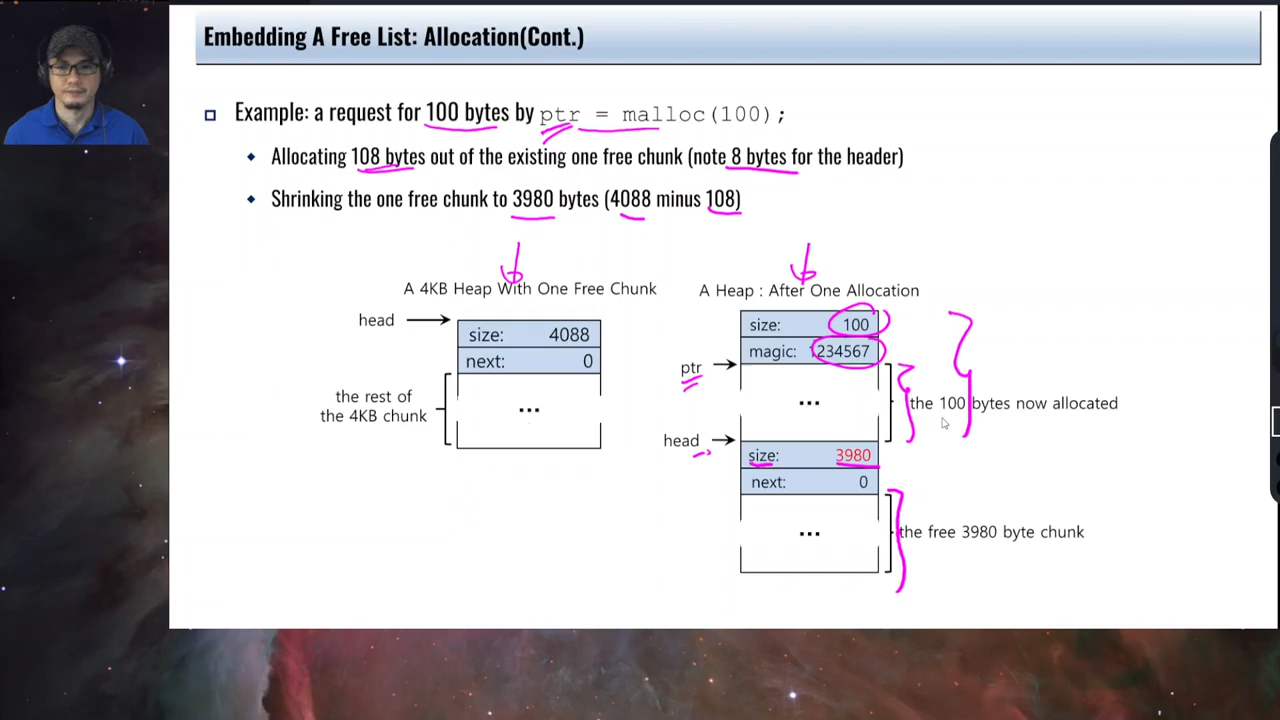 Embedding A Free List: Allocation(Cont.)
Example: a request for 100 bytes by ptr = malloc(100);
Allocating 108 bytes out of the existing one free chunk (note 8 bytes for the header)
Shrinking the one free chunk to 3980 bytes (4088 minus 108)
A 4KB Heap With One Free Chunk
head
size: 4088
next: 0
the rest of
the 4KB chunk
...
A Heap : After One Allocation
size: 100
magic: 1234567
ptr
...
the 100 bytes now allocated
head
size: 3980
next: 0
...
the free 3980 byte chunk